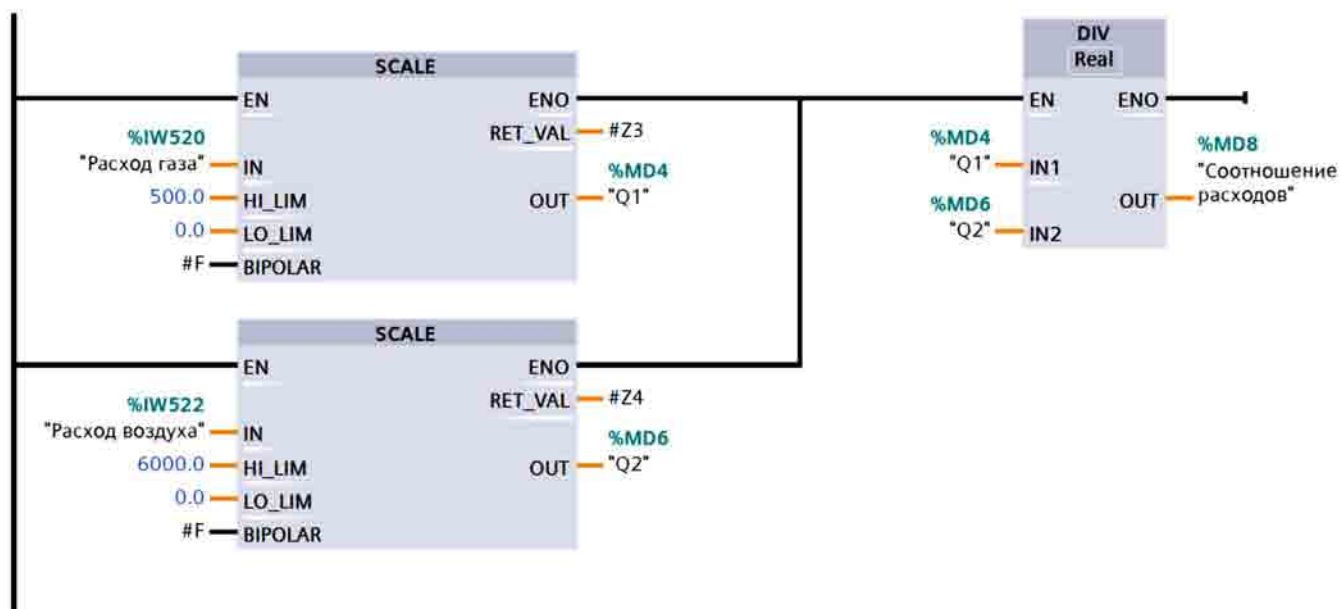 SCALE
EN
ENO
%IW520
"Расход газа"
IN
500.0
HI_LIM
0.0
LO_LIM
#F
BIPOLAR
RET_VAL
#Z3
%MD4
OUT
"Q1"
SCALE
EN
ENO
%IW522
"Расход воздуха"
IN
6000.0
HI_LIM
0.0
LO_LIM
#F
BIPOLAR
RET_VAL
#Z4
%MD6
OUT
"Q2"
DIV
Real
EN
ENO
%MD4
"Q1"
IN1
%MD6
"Q2"
IN2
%MD8
"Соотношение
расходов"
OUT